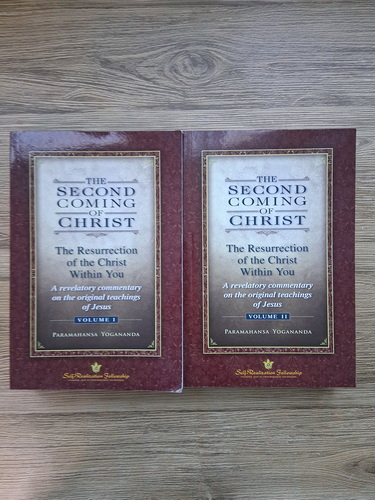 THE
SECOND
COMING
OF
CHRIST
The Resurrection
of the Christ
Within You
A revelatory commentary
on the original teachings
of Jesus
VOLUME I
PARAMAHANSA YOGANANDA
Self-Realization Fellowship
THE
SECOND
COMING
OF
CHRIST
The Resurrection
of the Christ
Within You
A revelatory commentary
on the original teachings
of Jesus
VOLUME II
PARAMAHANSA YOGANANDA
Self-Realization Fellowship